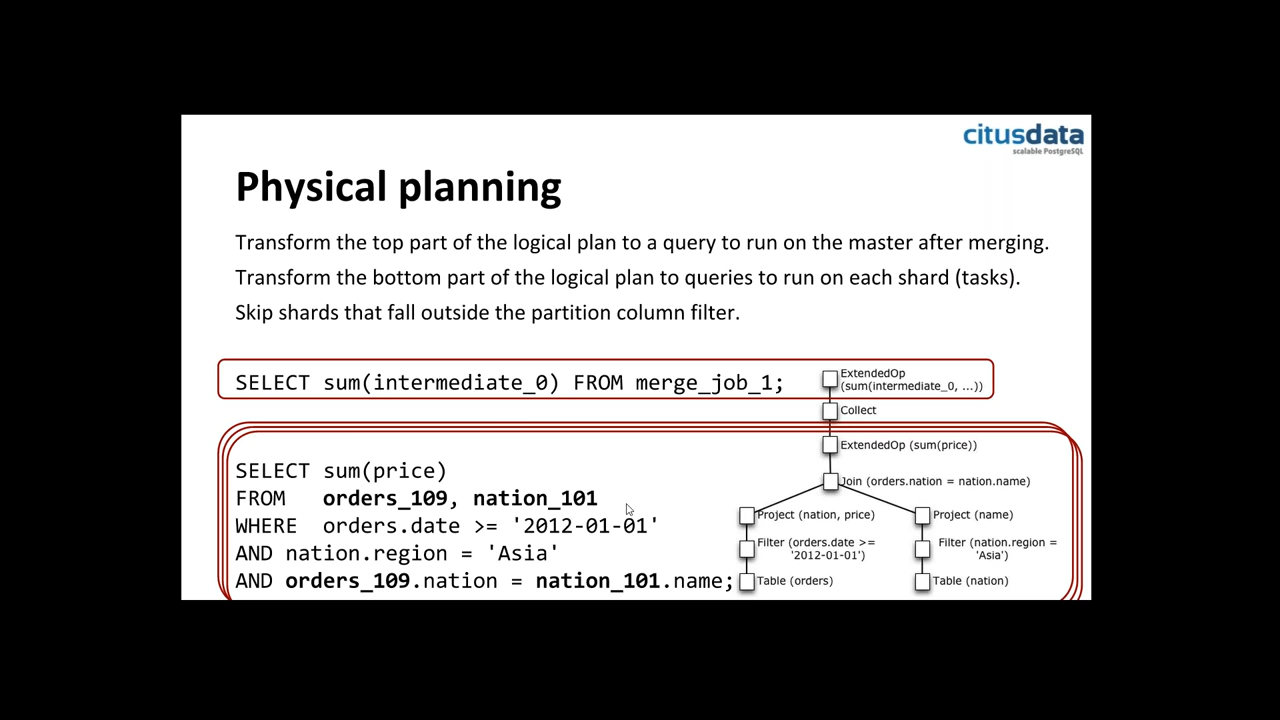 citusdata
scalable PostgreSQL
Physical planning
Transform the top part of the logical plan to a query to run on the master after merging.
Transform the bottom part of the logical plan to queries to run on each shard (tasks).
Skip shards that fall outside the partition column filter.
SELECT sum(intermediate_0) FROM merge_job_1;
ExtendedOp
(sum(intermediate_0, ...))
Collect
ExtendedOp (sum(price))
Join (orders.nation = nation.name)
Project (nation, price)
Project (name)
Filter (orders.date >=
'2012-01-01')
Filter (nation.region =
'Asia')
Table (orders)
Table (nation)
SELECT sum(price)
FROM   orders_109, nation_101
WHERE  orders.date >= '2012-01-01'
AND nation.region = 'Asia'
AND orders_109.nation = nation_101.name;